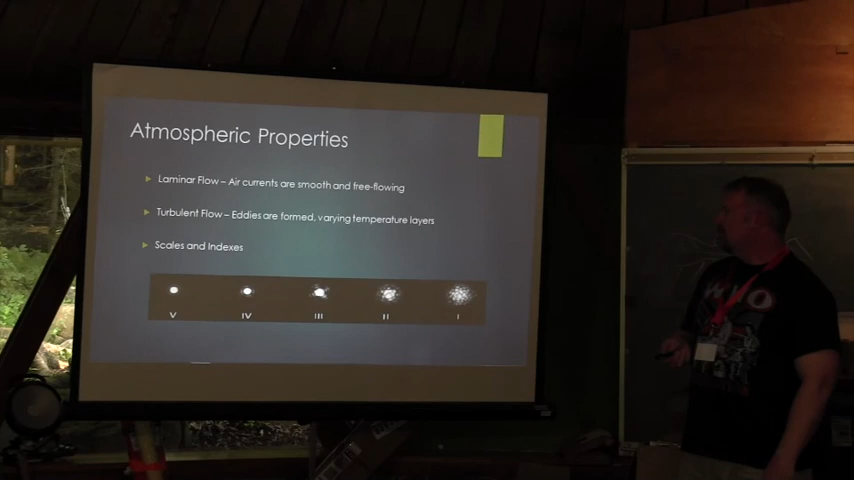 Atmospheric Properties
Laminar Flow – Air currents are smooth and free-flowing
Turbulent Flow – Eddies are formed, varying temperature layers
Scales and Indexes
V IV III II I